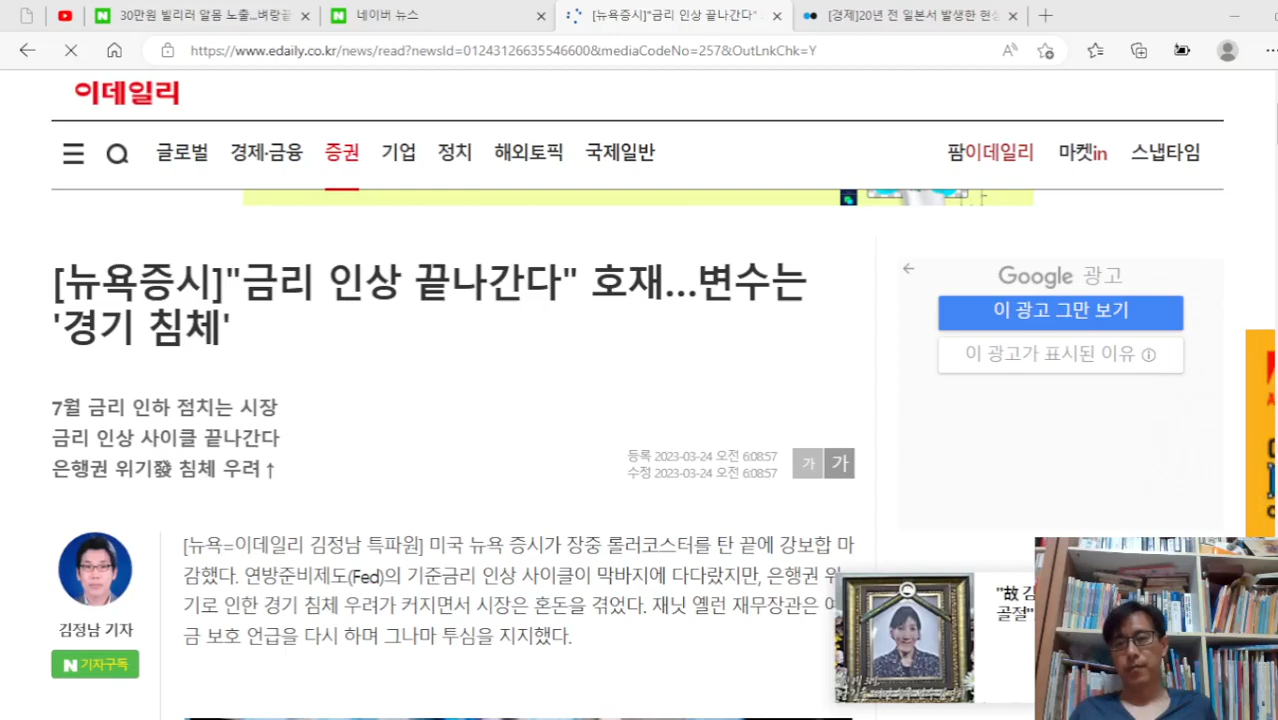 30만원 빌리러 알몸 노출...벼랑끝
네이버 뉴스
[뉴욕증시]"금리 인상 끝나간다"
[경제]20년 전 일본서 발생한 현상
https://www.edaily.co.kr/news/read?newsId=01243126635546600&mediaCodeNo=257&OutLnkChk=Y
이데일리
글로벌 경제·금융 증권 기업 정치 해외토픽 국제일반
팜이데일리 마켓in 스냅타임
[뉴욕증시]"금리 인상 끝나간다" 호재...변수는
'경기 침체'
Google 광고
이 광고 그만 보기
이 광고가 표시된 이유
7월 금리 인하 점치는 시장
금리 인상 사이클 끝나간다
은행권 위기發 침체 우려↑
등록 2023-03-24 오전 6:08:57
수정 2023-03-24 오전 6:08:57
가 가
[뉴욕=이데일리 김정남 특파원] 미국 뉴욕 증시가 장중 롤러코스터를 탄 끝에 강보합 마
감했다. 연방준비제도(Fed)의 기준금리 인상 사이클이 막바지에 다다랐지만, 은행권 위
기로 인한 경기 침체 우려가 커지면서 시장은 혼돈을 겪었다. 재닛 옐런 재무장관은 예
금 보호 언급을 다시 하며 그나마 투심을 지지했다.
김정남 기자
N 기자구독
"故 김
골절"